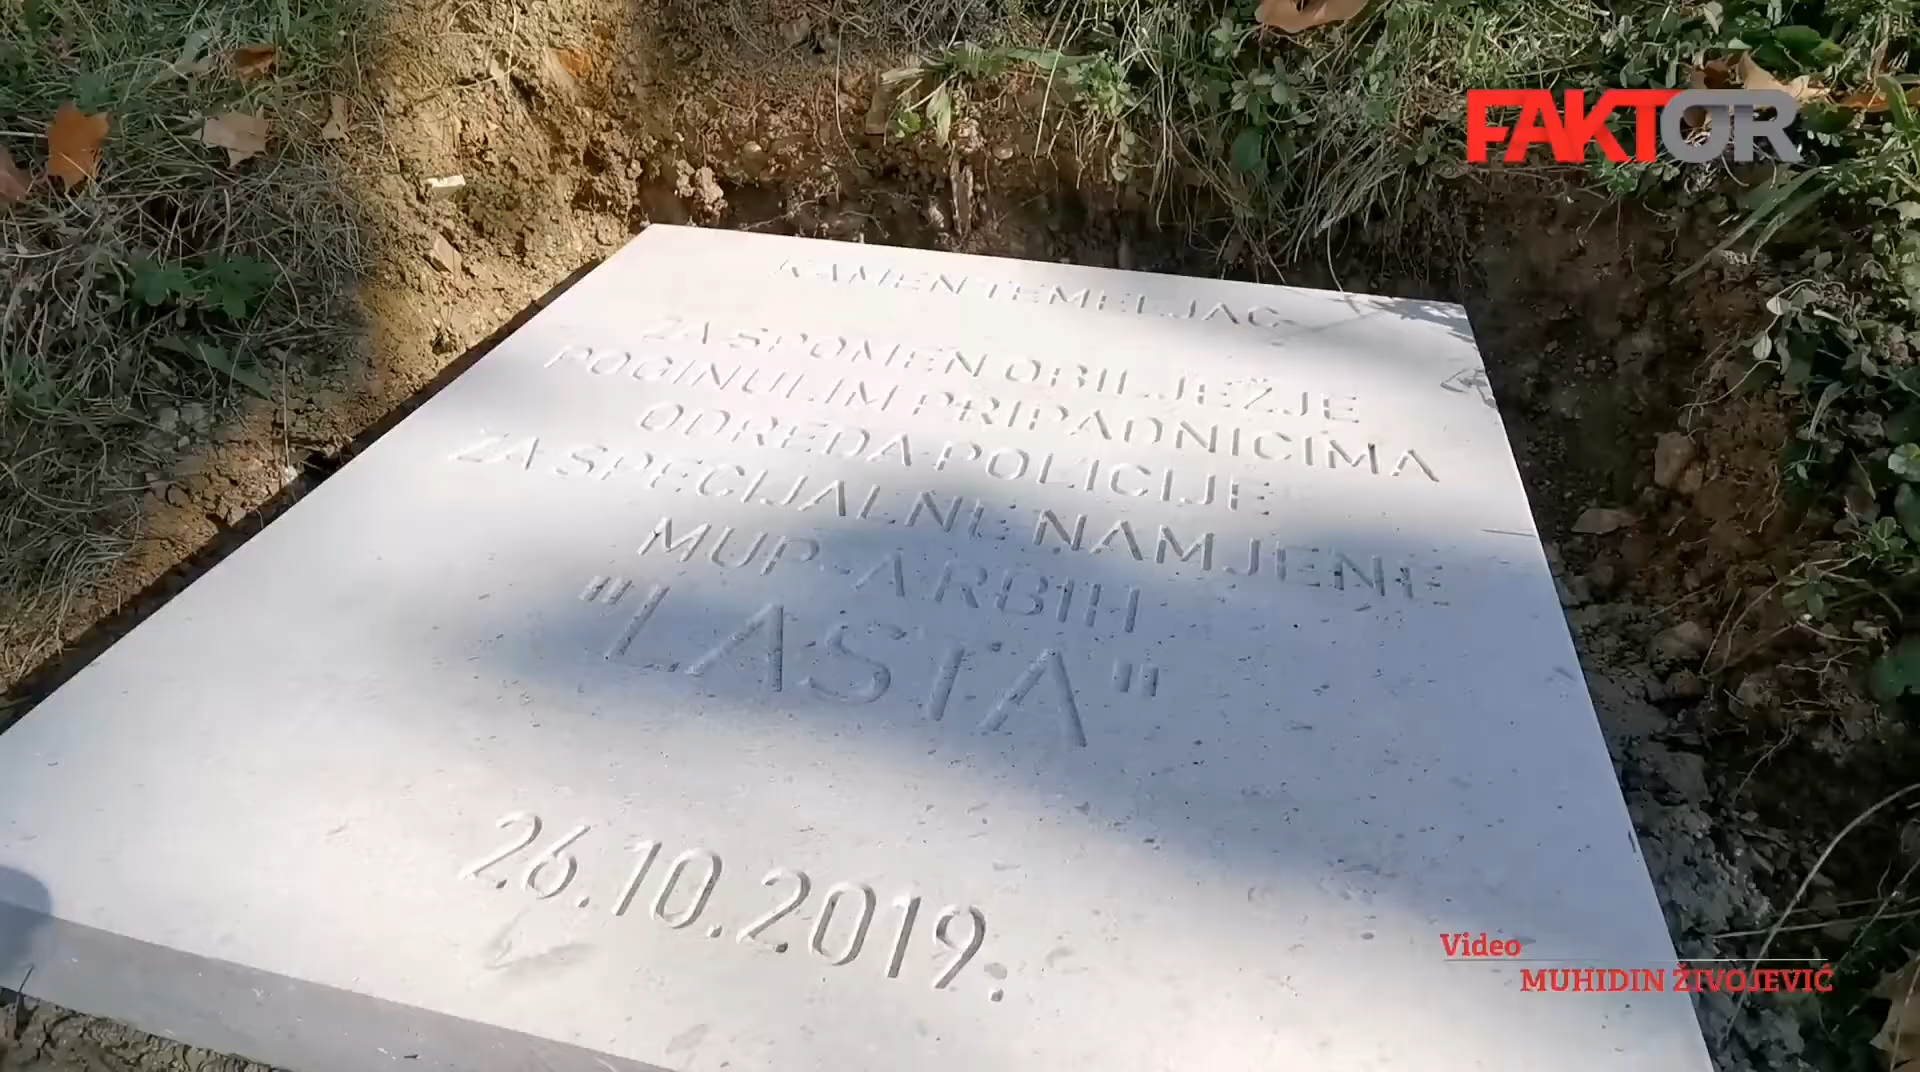 FAKTOR
KAMEN TEMELJAC
ZA SPOMEN OBILJEŽJE
POGINULIM PRIPADNICIMA
ODREDA POLICIJE
ZA SPECIJALNE NAMJENE
MUP-A RBIH
"LASTA"
26.10.2019.
Video
MUHIDIN ŽIVOJEVIĆ